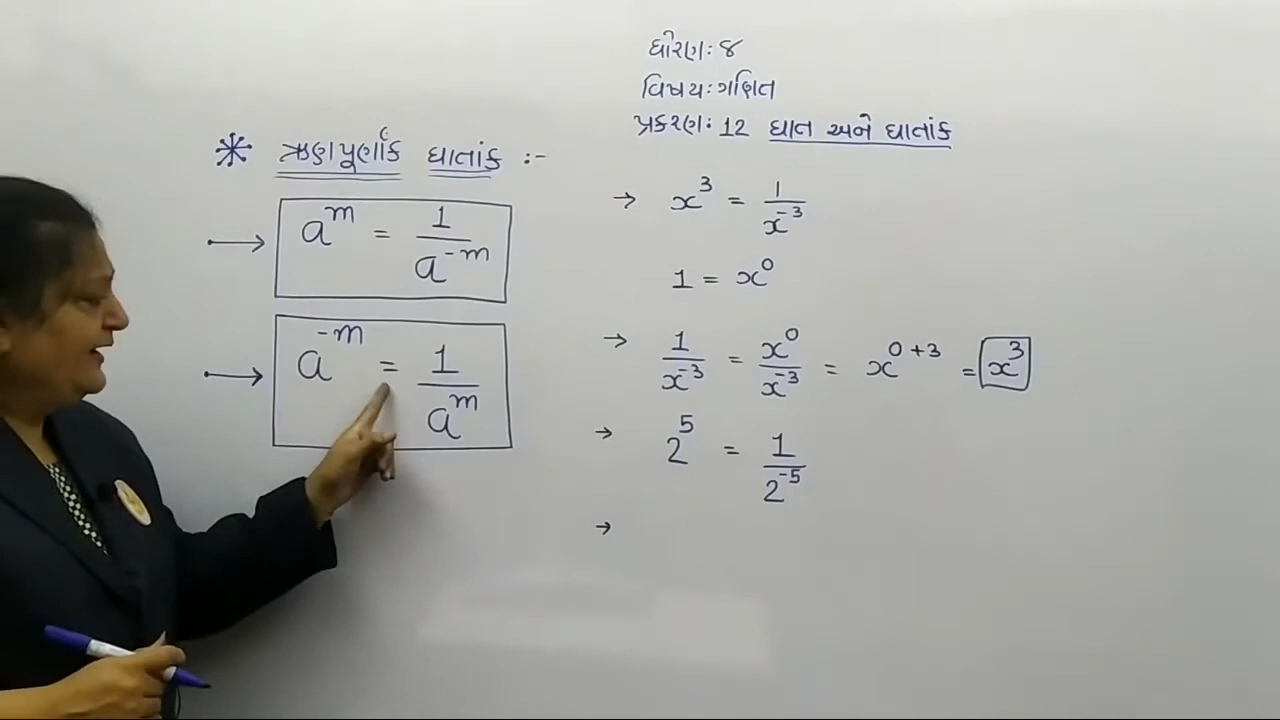 ધોરણ: ૪
વિષય: ગણિત
પ્રકરણ: 12 ઘાત અને ઘાતાંક
* ઋણપૂર્ણાંક ઘાતાંક :-
→ a^m = 1/a^-m
→ a^-m = 1/a^m
→ x^3 = 1/x^-3
1 = x^0
→ 1/x^-3 = x^0/x^-3 = x^0+3 = x^3
→ 2^5 = 1/2^-5
→